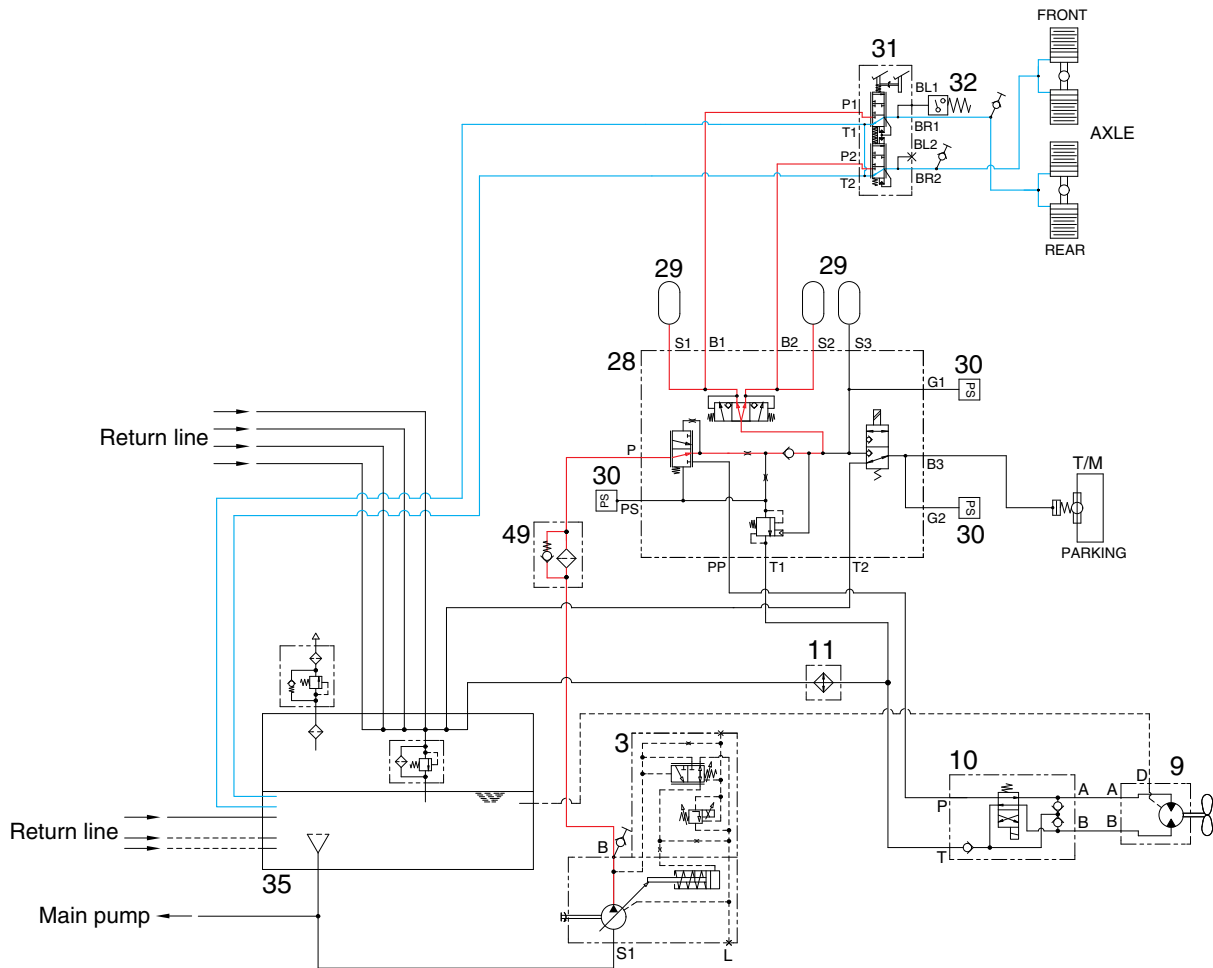 FRONT
31
BL1
32
P1
T1
BR1
AXLE
BL2
P2
T2
BR2
REAR
29
29
S1
B1
B2
S2
S3
28
30
G1
PS
Return line
P
B3
T/M
30
PS
PS
G2
PS
30
PARKING
49
PP
T1
T2
11
3
10
D
9
P
A
A
B
B
T
Return line
B
35
Main pump
S1
L